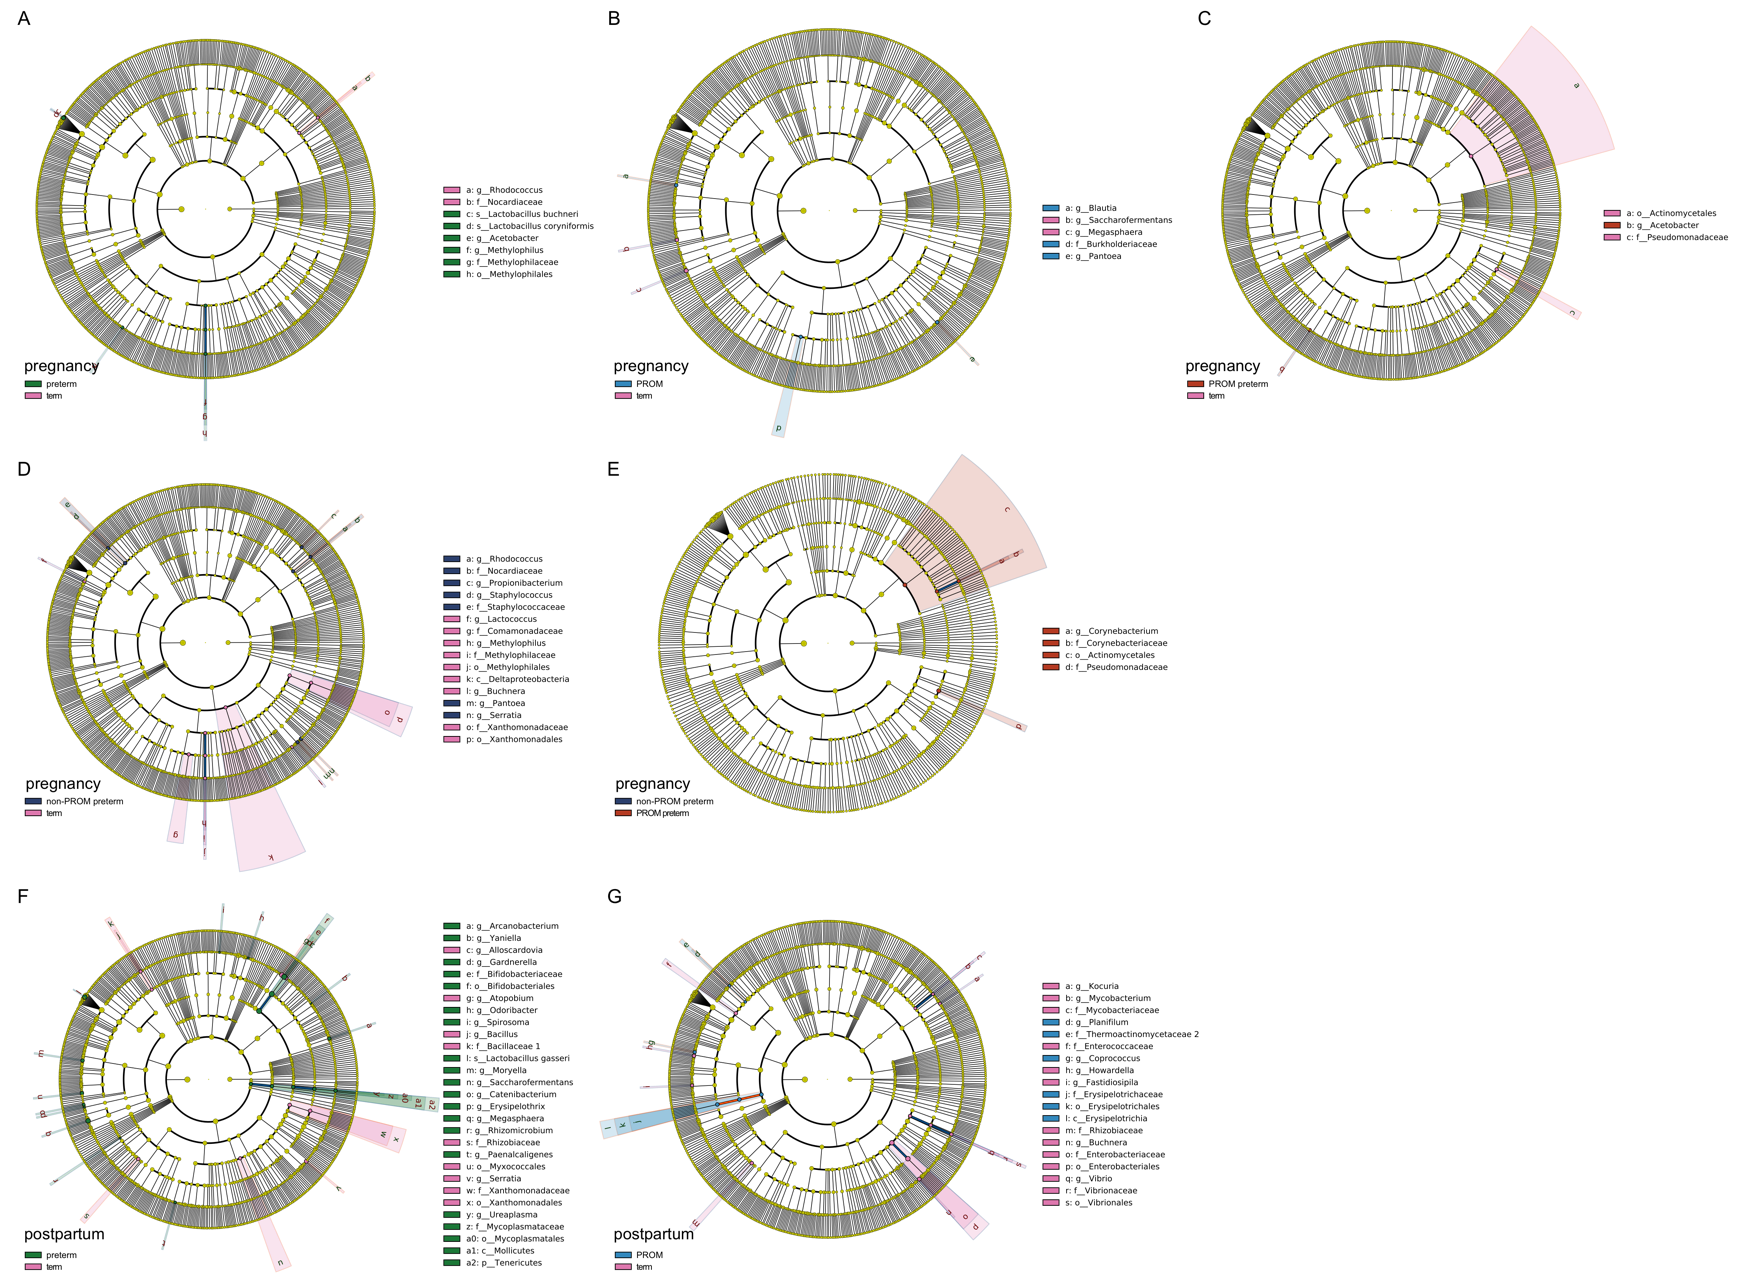 A
a: g__Rhodococcus
b: f__Nocardiaceae
c: s__Lactobacillus buchneri
d: s__Lactobacillus coryniformis
e: g__Acetobacter
f: g__Methylophilus
g: f__Methylophilaceae
h: o__Methylophilales
pregnancy
preterm
term
B
a: g__Blautia
b: g__Saccharofermentans
c: g__Megasphaera
d: f__Burkholderiaceae
e: g__Pantoea
pregnancy
PROM
term
C
a: o__Actinomycetales
b: g__Acetobacter
c: f__Pseudomonadaceae
pregnancy
PROM preterm
term
D
a: g__Rhodococcus
b: f__Nocardiaceae
c: g__Propionibacterium
d: g__Staphylococcus
e: f__Staphylococcaceae
f: g__Lactococcus
g: f__Comamonadaceae
h: g__Methylophilus
i: f__Methylophilaceae
j: o__Methylophilales
k: c__Deltaproteobacteria
l: g__Buchnera
m: g__Pantoea
n: g__Serratia
o: f__Xanthomonadaceae
p: o__Xanthomonadales
pregnancy
non-PROM preterm
term
E
a: g__Corynebacterium
b: f__Corynebacteriaceae
c: o__Actinomycetales
d: f__Pseudomonadaceae
pregnancy
non-PROM preterm
PROM preterm
F
a: g__Arcanobacterium
b: g__Yaniella
c: g__Alloscardovia
d: g__Gardnerella
e: f__Bifidobacteriaceae
f: o__Bifidobacteriales
g: g__Atopobium
h: g__Odoribacter
i: g__Spirosoma
j: g__Bacillus
k: f__Bacillaceae 1
l: s__Lactobacillus gasseri
m: g__Moryella
n: g__Saccharofermentans
o: g__Catenibacterium
p: g__Erysipelothrix
q: g__Megasphaera
r: g__Rhizomicrobium
s: f__Rhizobiaceae
t: g__Paenalcaligenes
u: o__Myxococcales
v: g__Serratia
w: f__Xanthomonadaceae
x: o__Xanthomonadales
y: g__Ureaplasma
z: f__Mycoplasmataceae
a0: o__Mycoplasmatales
a1: c__Mollicutes
a2: p__Tenericutes
postpartum
preterm
term
G
a: g__Kocuria
b: g__Mycobacterium
c: f__Mycobacteriaceae
d: g__Planifilum
e: f__Thermoactinomycetaceae 2
f: f__Enterococcaceae
g: g__Coprococcus
h: g__Howardella
i: g__Fastidiosipila
j: f__Erysipelotrichaceae
k: o__Erysipelotrichales
l: c__Erysipelotrichia
m: f__Rhizobiaceae
n: g__Buchnera
o: f__Enterobacteriaceae
p: o__Enterobacteriales
q: g__Vibrio
r: f__Vibrionaceae
s: o__Vibrionales
postpartum
PROM
term